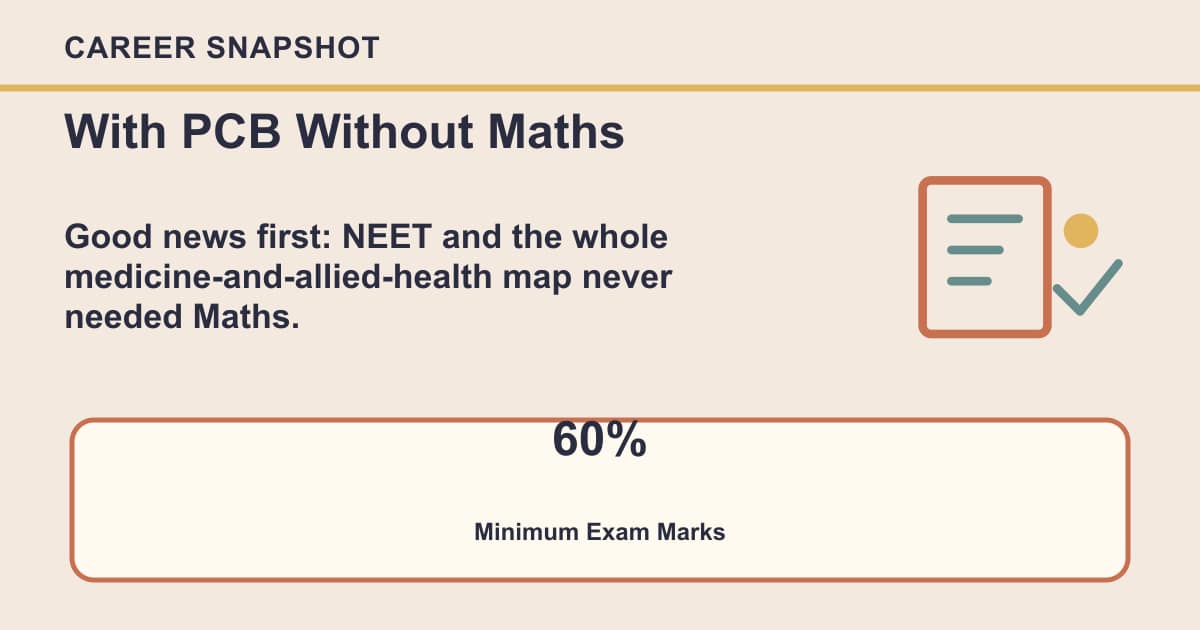 CAREER SNAPSHOT
With PCB Without Maths
Good news first: NEET and the whole
medicine-and-allied-health map never
needed Maths.
60%
Minimum Exam Marks